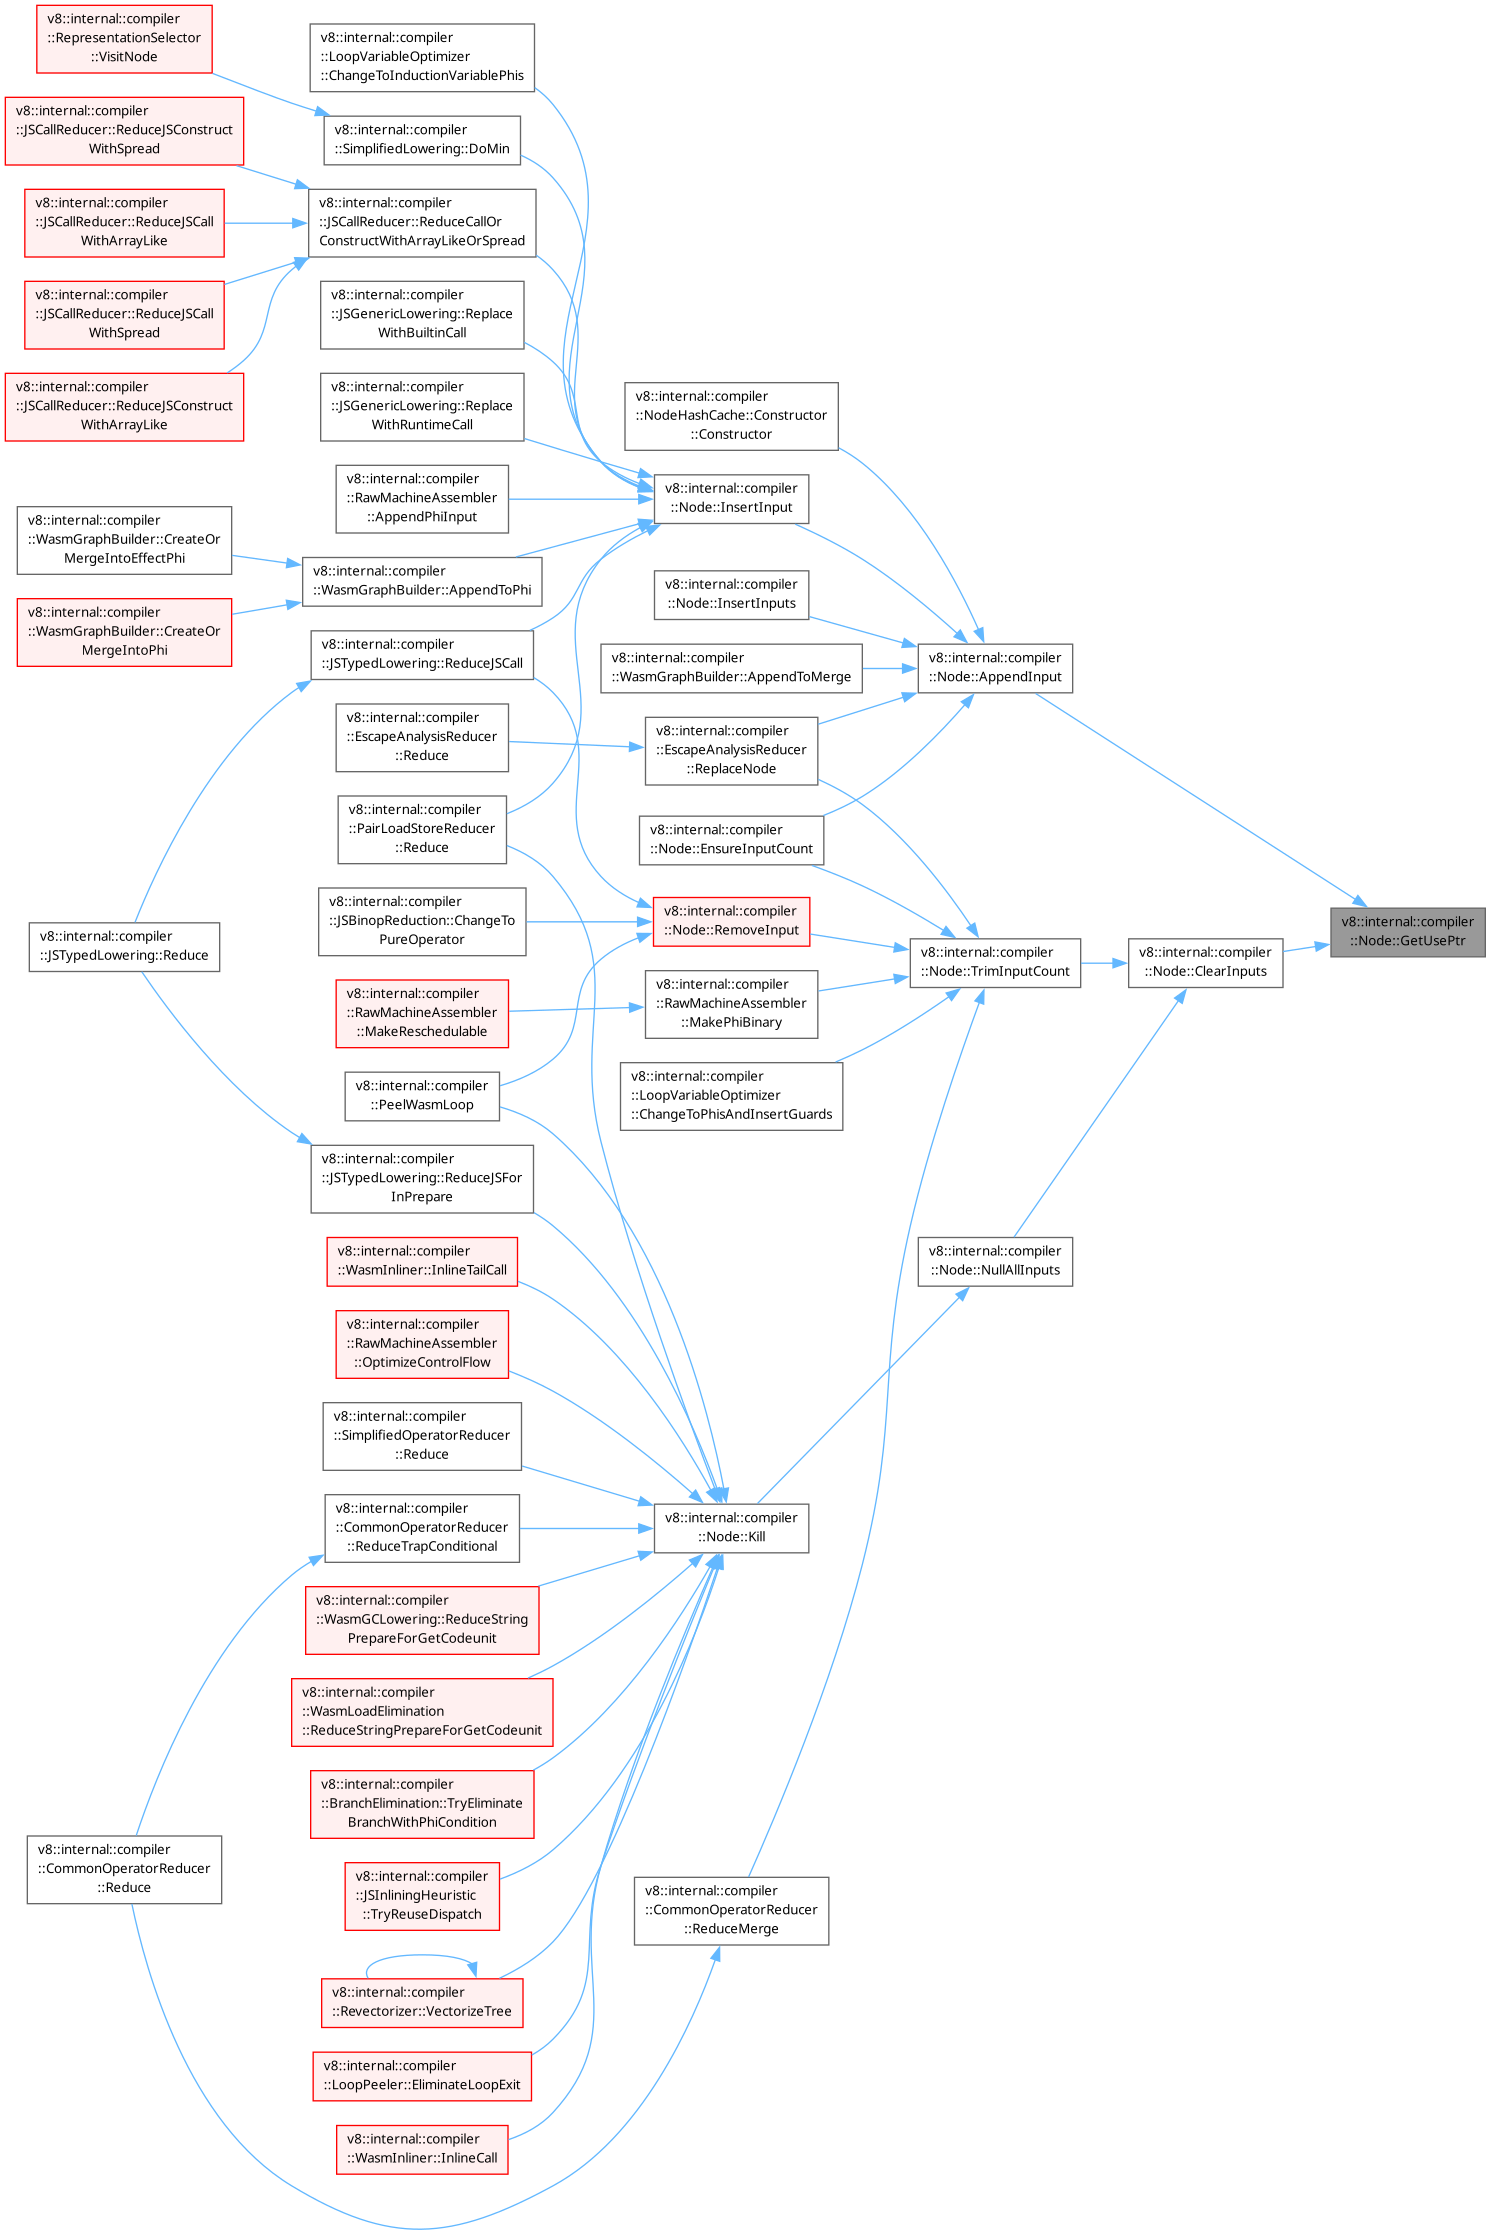 v8::internal::compiler
::RepresentationSelector
::VisitNode
v8::internal::compiler
::JSCallReducer::ReduceJSConstruct
WithSpread
v8::internal::compiler
::JSCallReducer::ReduceJSCall
WithArrayLike
v8::internal::compiler
::JSCallReducer::ReduceJSCall
WithSpread
v8::internal::compiler
::JSCallReducer::ReduceJSConstruct
WithArrayLike
v8::internal::compiler
::WasmGraphBuilder::CreateOr
MergeIntoEffectPhi
v8::internal::compiler
::WasmGraphBuilder::CreateOr
MergeIntoPhi
v8::internal::compiler
::JSTypedLowering::Reduce
v8::internal::compiler
::CommonOperatorReducer
::Reduce
v8::internal::compiler
::LoopVariableOptimizer
::ChangeToInductionVariablePhis
v8::internal::compiler
::SimplifiedLowering::DoMin
v8::internal::compiler
::JSCallReducer::ReduceCallOr
ConstructWithArrayLikeOrSpread
v8::internal::compiler
::JSGenericLowering::Replace
WithBuiltinCall
v8::internal::compiler
::JSGenericLowering::Replace
WithRuntimeCall
v8::internal::compiler
::RawMachineAssembler
::AppendPhiInput
v8::internal::compiler
::WasmGraphBuilder::AppendToPhi
v8::internal::compiler
::JSTypedLowering::ReduceJSCall
v8::internal::compiler
::EscapeAnalysisReducer
::Reduce
v8::internal::compiler
::PairLoadStoreReducer
::Reduce
v8::internal::compiler
::JSBinopReduction::ChangeTo
PureOperator
v8::internal::compiler
::RawMachineAssembler
::MakeReschedulable
v8::internal::compiler
::PeelWasmLoop
v8::internal::compiler
::JSTypedLowering::ReduceJSFor
InPrepare
v8::internal::compiler
::WasmInliner::InlineTailCall
v8::internal::compiler
::RawMachineAssembler
::OptimizeControlFlow
v8::internal::compiler
::SimplifiedOperatorReducer
::Reduce
v8::internal::compiler
::CommonOperatorReducer
::ReduceTrapConditional
v8::internal::compiler
::WasmGCLowering::ReduceString
PrepareForGetCodeunit
v8::internal::compiler
::WasmLoadElimination
::ReduceStringPrepareForGetCodeunit
v8::internal::compiler
::BranchElimination::TryEliminate
BranchWithPhiCondition
v8::internal::compiler
::JSInliningHeuristic
::TryReuseDispatch
v8::internal::compiler
::Revectorizer::VectorizeTree
v8::internal::compiler
::LoopPeeler::EliminateLoopExit
v8::internal::compiler
::WasmInliner::InlineCall
v8::internal::compiler
::NodeHashCache::Constructor
::Constructor
v8::internal::compiler
::Node::InsertInput
v8::internal::compiler
::Node::InsertInputs
v8::internal::compiler
::WasmGraphBuilder::AppendToMerge
v8::internal::compiler
::EscapeAnalysisReducer
::ReplaceNode
v8::internal::compiler
::Node::EnsureInputCount
v8::internal::compiler
::Node::RemoveInput
v8::internal::compiler
::RawMachineAssembler
::MakePhiBinary
v8::internal::compiler
::LoopVariableOptimizer
::ChangeToPhisAndInsertGuards
v8::internal::compiler
::Node::Kill
v8::internal::compiler
::CommonOperatorReducer
::ReduceMerge
v8::internal::compiler
::Node::AppendInput
v8::internal::compiler
::Node::TrimInputCount
v8::internal::compiler
::Node::NullAllInputs
v8::internal::compiler
::Node::ClearInputs
v8::internal::compiler
::Node::GetUsePtr